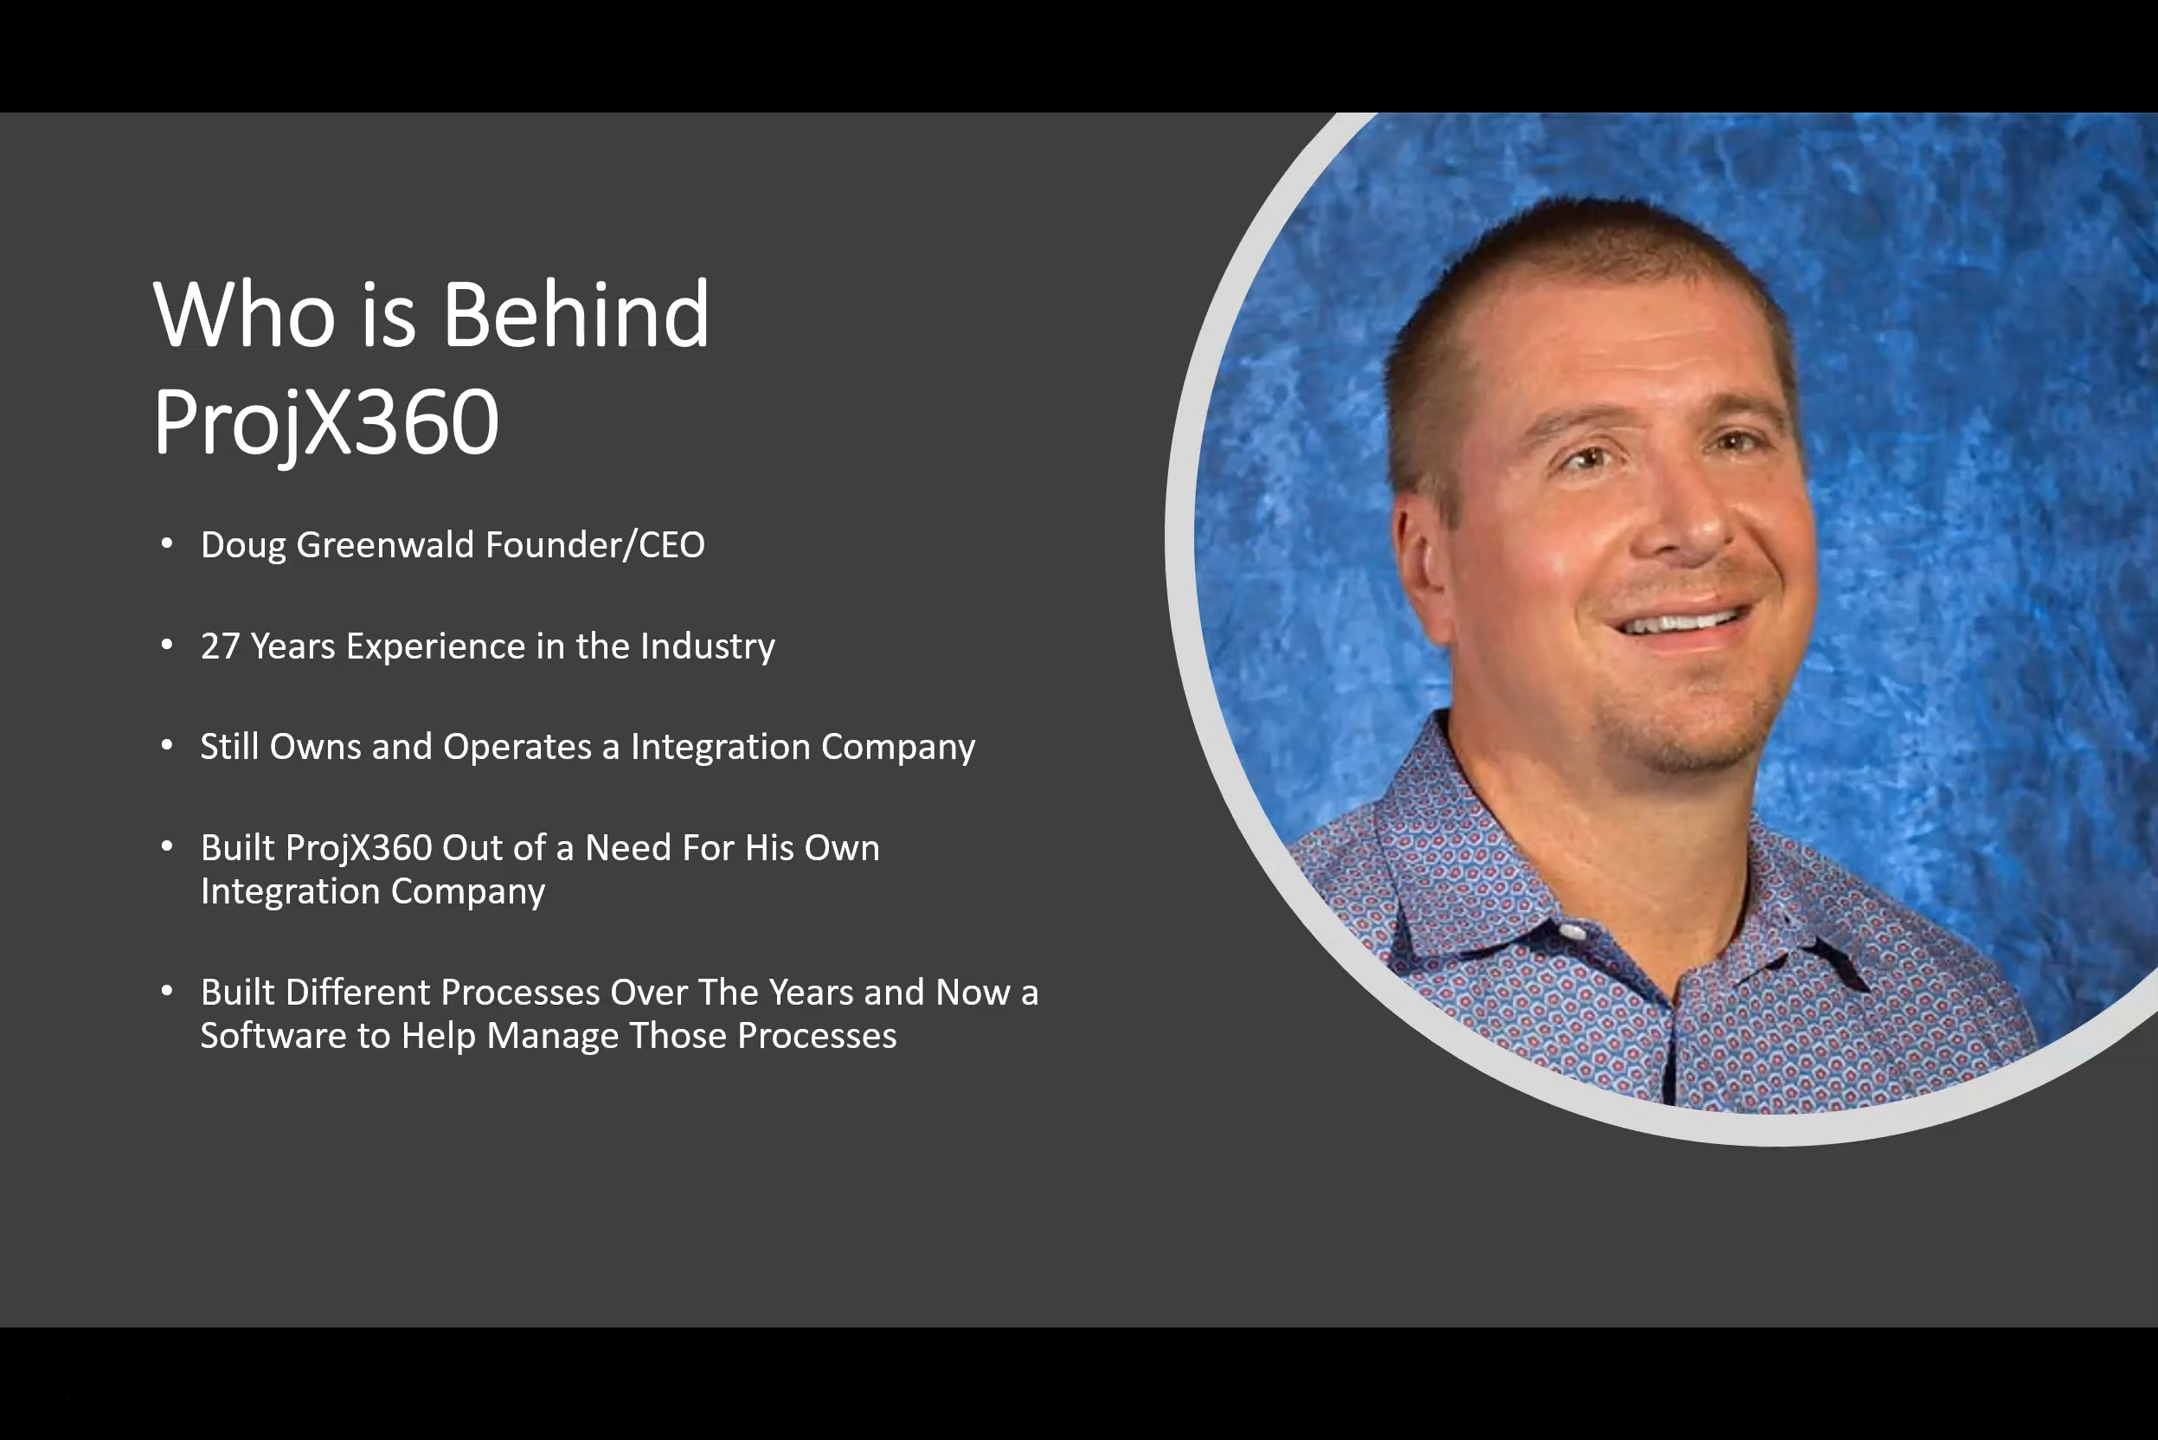 Who is Behind
ProjX360
• Doug Greenwald Founder/CEO
• 27 Years Experience in the Industry
• Still Owns and Operates a Integration Company
• Built ProjX360 Out of a Need For His Own
Integration Company
• Built Different Processes Over The Years and Now a
Software to Help Manage Those Processes